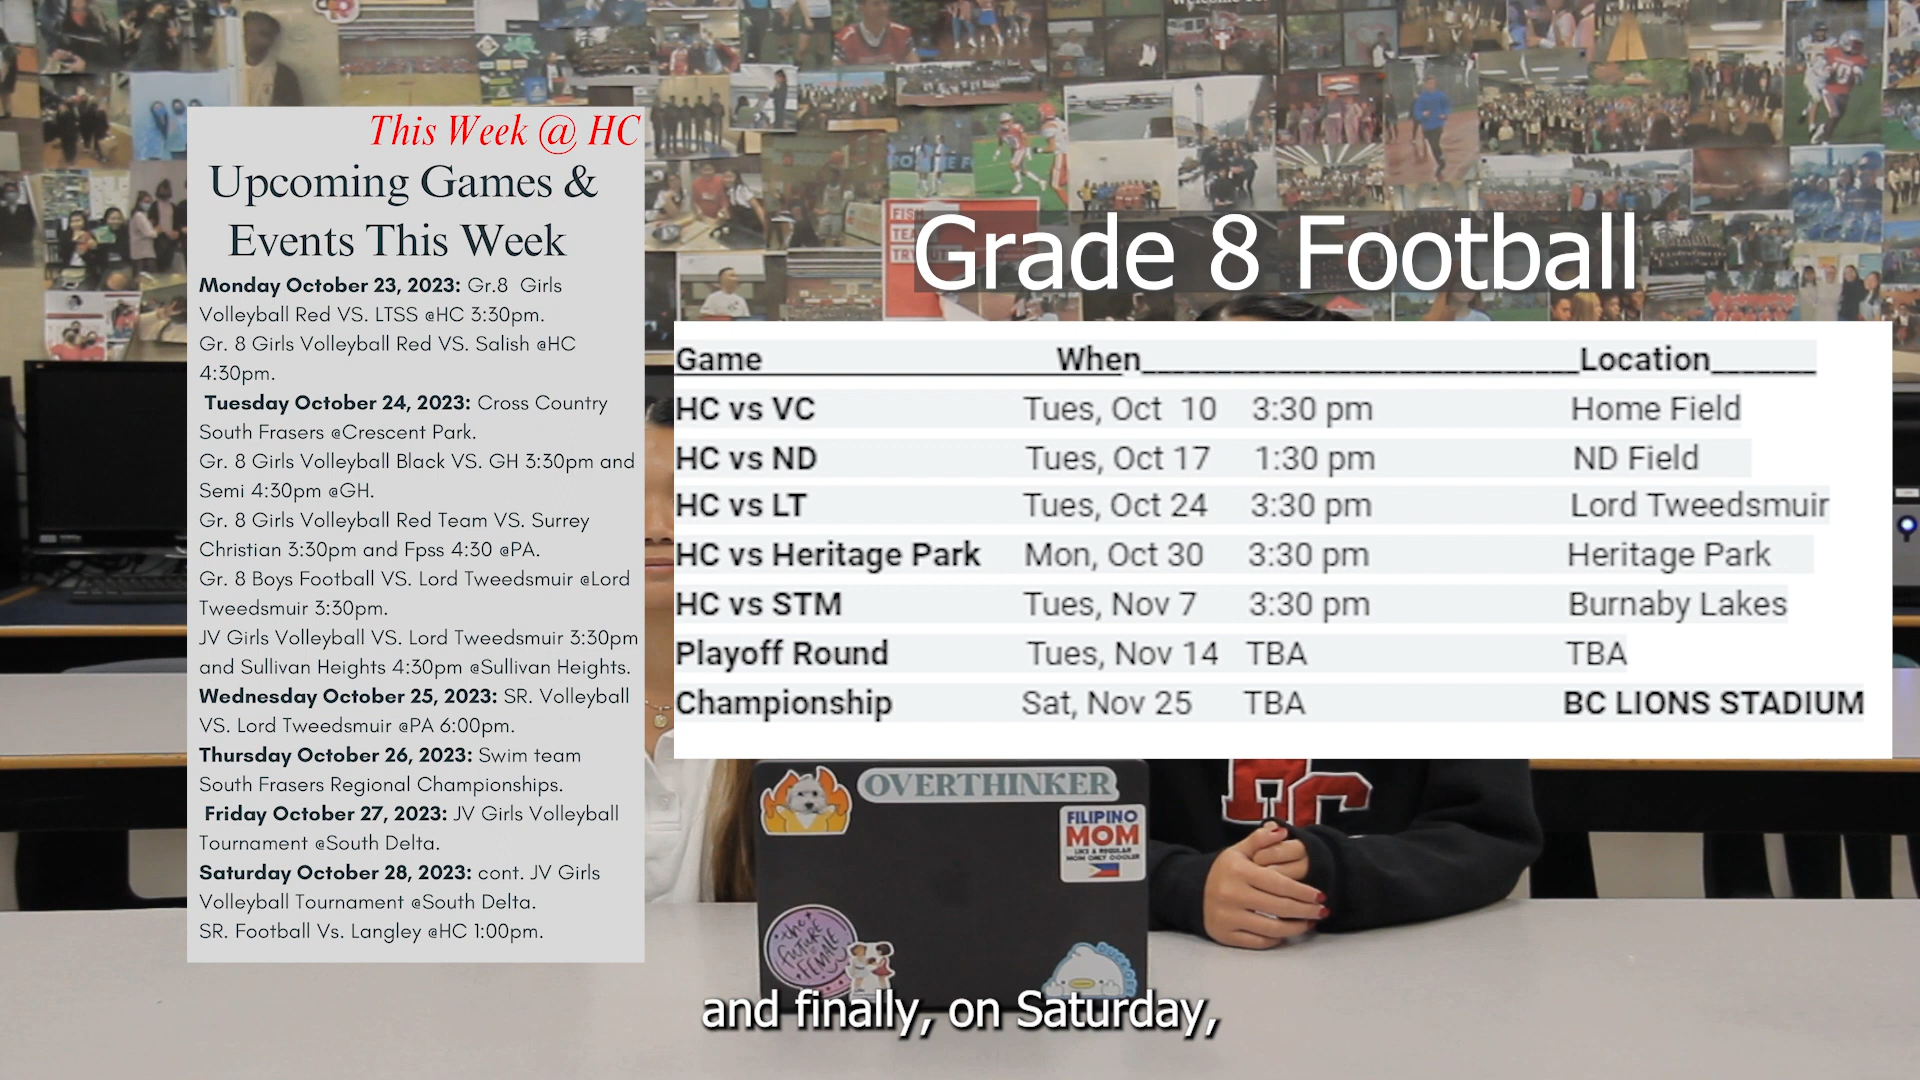 This Week @ HC
Upcoming Games &
Events This Week
Monday October 23, 2023: Gr.8 Girls
Volleyball Red VS. LTSS @HC 3:30pm.
Gr. 8 Girls Volleyball Red VS. Salish @HC
4:30pm.
Tuesday October 24, 2023: Cross Country
South Frasers @Crescent Park.
Gr. 8 Girls Volleyball Black VS. GH 3:30pm and
Semi 4:30pm @GH.
Gr. 8 Girls Volleyball Red Team VS. Surrey
Christian 3:30pm and Fpss 4:30 @PA.
Gr. 8 Boys Football VS. Lord Tweedsmuir @Lord
Tweedsmuir 3:30pm.
JV Girls Volleyball VS. Lord Tweedsmuir 3:30pm
and Sullivan Heights 4:30pm @Sullivan Heights.
Wednesday October 25, 2023: SR. Volleyball
VS. Lord Tweedsmuir @PA 6:00pm.
Thursday October 26, 2023: Swim team
South Frasers Regional Championships.
Friday October 27, 2023: JV Girls Volleyball
Tournament @South Delta.
Saturday October 28, 2023: cont. JV Girls
Volleyball Tournament @South Delta.
SR. Football Vs. Langley @HC 1:00pm.
Grade 8 Football
Game When Location
HC vs VC Tues, Oct 10 3:30 pm Home Field
HC vs ND Tues, Oct 17 1:30 pm ND Field
HC vs LT Tues, Oct 24 3:30 pm Lord Tweedsmuir
HC vs Heritage Park Mon, Oct 30 3:30 pm Heritage Park
HC vs STM Tues, Nov 7 3:30 pm Burnaby Lakes
Playoff Round Tues, Nov 14 TBA TBA
Championship Sat, Nov 25 TBA BC LIONS STADIUM
OVERTHINKER
FILIPINO
MOM
LIKE A REGULAR
MOM ONLY COOLER
the
future
is
FEMALE
and finally, on Saturday,